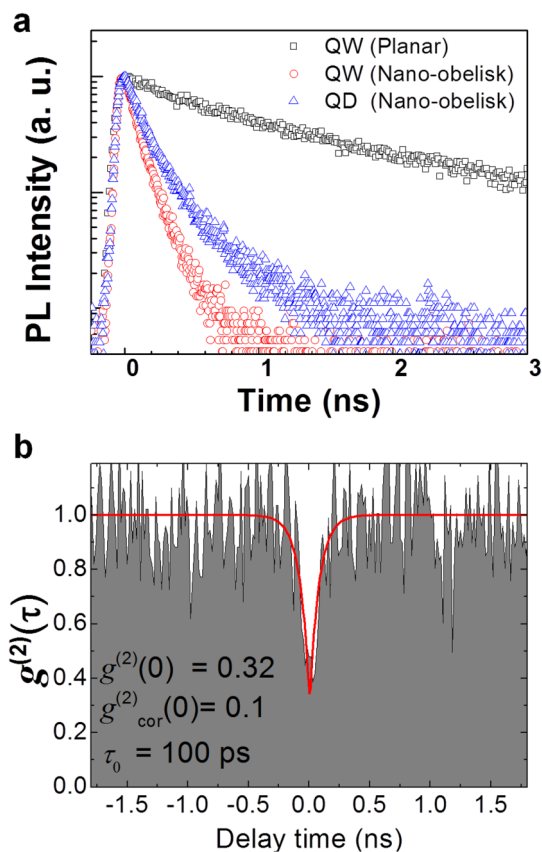 a
QW (Planar)
QW (Nano-obelisk)
QD (Nano-obelisk)
PL Intensity (a. u.)
0 1 2 3
Time (ns)
b
1.0
0.8
0.6
0.4
0.2
0.0
g(2)(τ)
g(2)(0) = 0.32
g(2)cor(0)= 0.1
τ0 = 100 ps
-1.5 -1.0 -0.5 0.0 0.5 1.0 1.5
Delay time (ns)